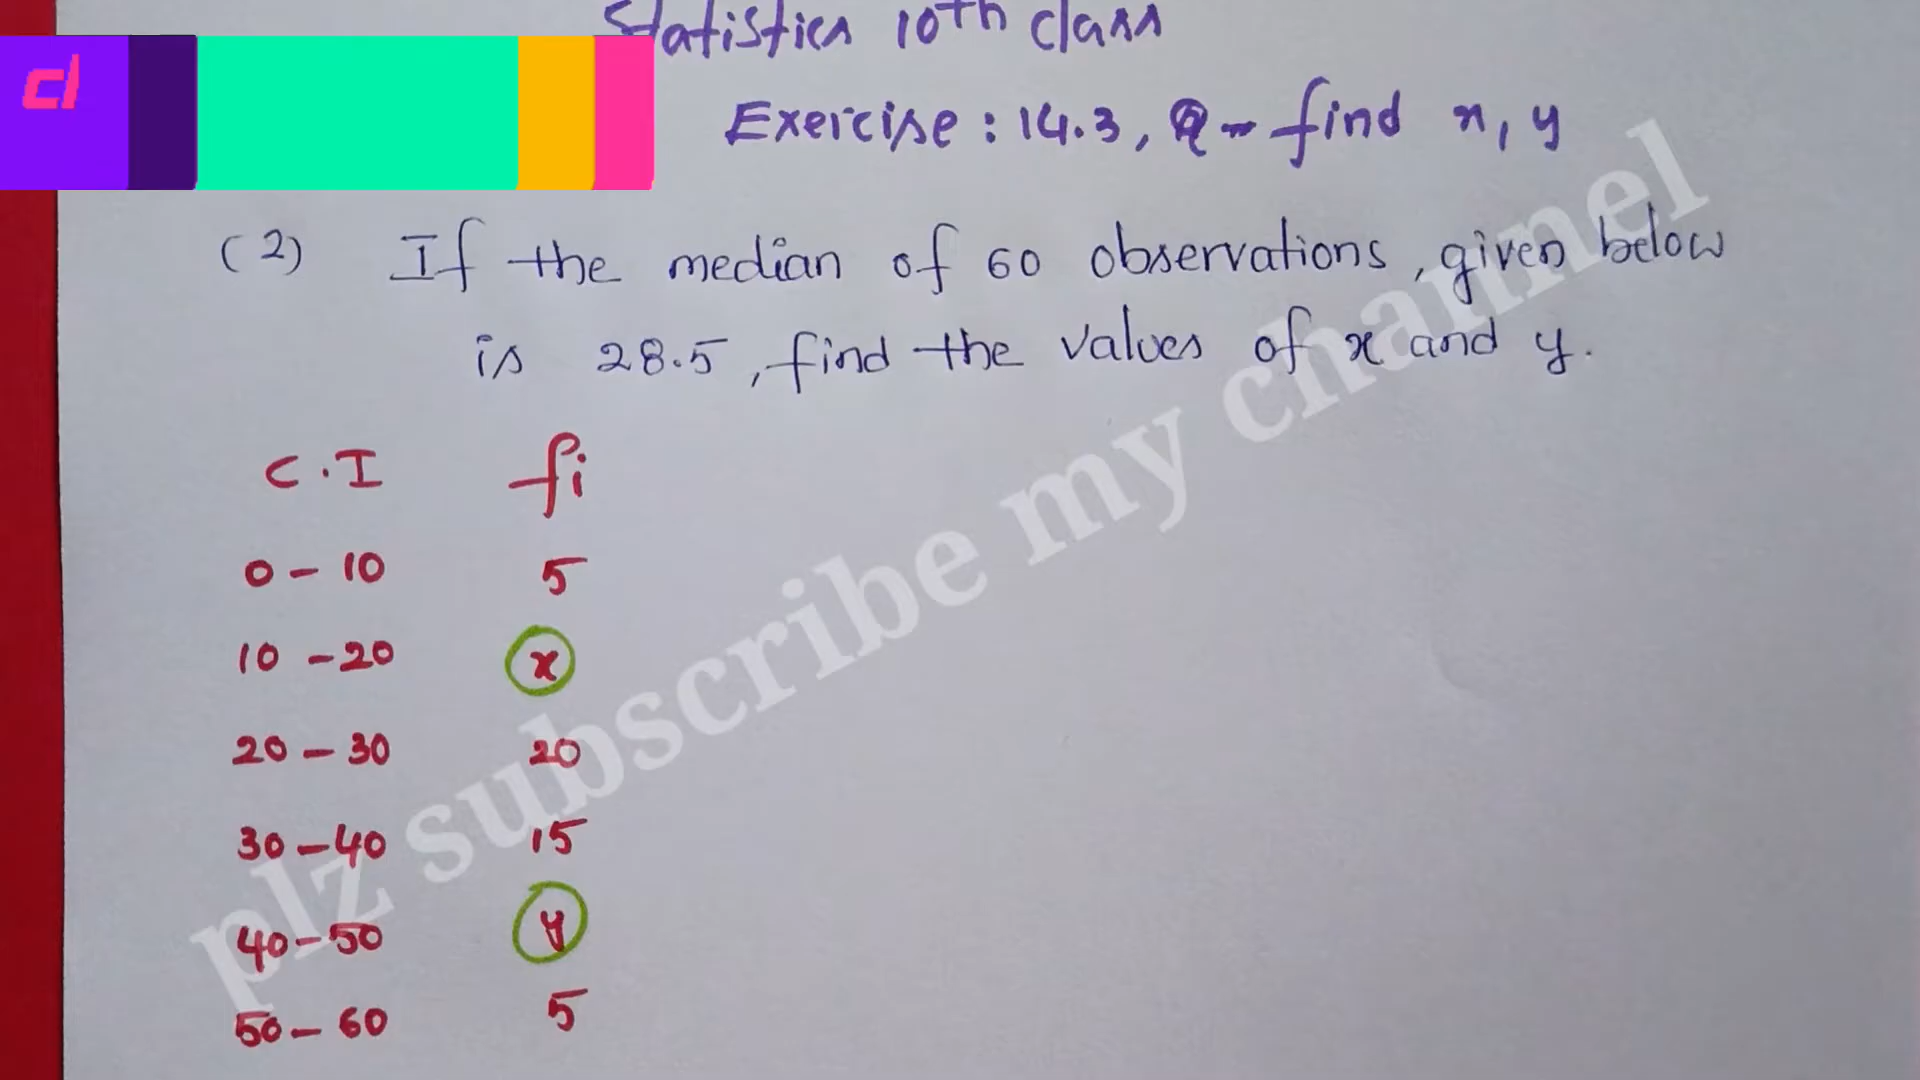 Statistics 10th class
cl
Exercise : 14.3, Q - find x, y
(2) If the median of 60 observations, given below
is 28.5, find the values of x and y.
C.I fi
0 - 10 5
10 - 20 x
20 - 30 20
30 - 40 15
40 - 50 y
50 - 60 5
plz subscribe my channel